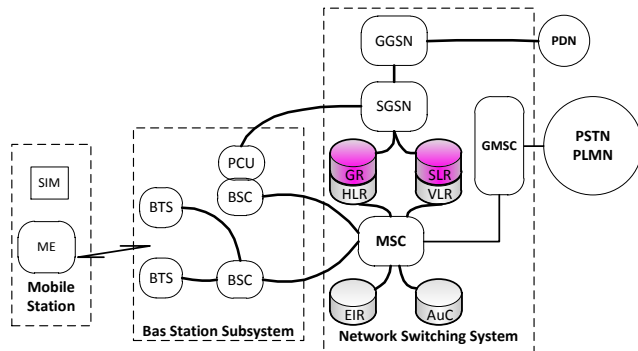 GGSN
PDN
SGSN
PCU
GR
SLR
GMSC
PSTN
PLMN
SIM
HLR
VLR
BSC
BTS
ME
MSC
BTS
BSC
Mobile
Station
EIR
AuC
Bas Station Subsystem
Network Switching System